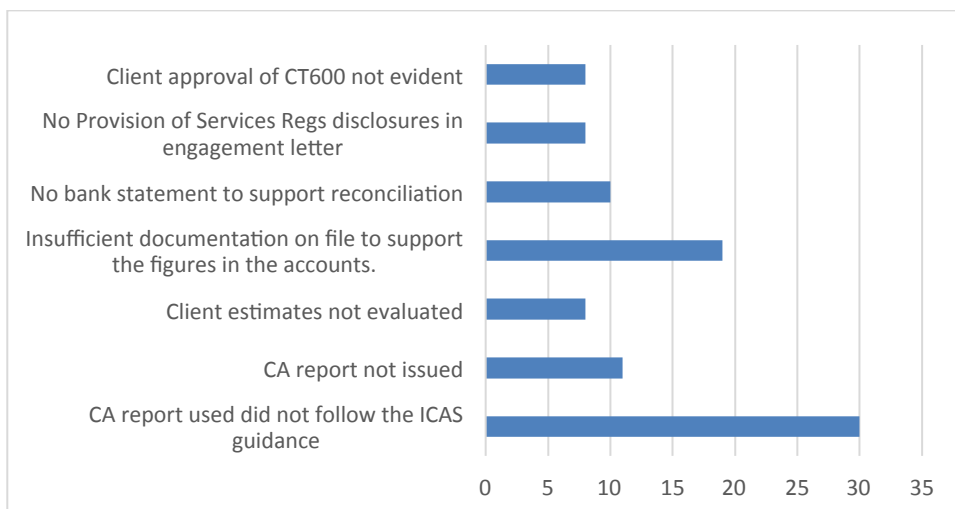 Client approval of CT600 not evident
No Provision of Services Regs disclosures in
engagement letter
No bank statement to support reconciliation
Insufficient documentation on file to support
the figures in the accounts.
Client estimates not evaluated
CA report not issued
CA report used did not follow the ICAS
guidance
0 5 10 15 20 25 30 35